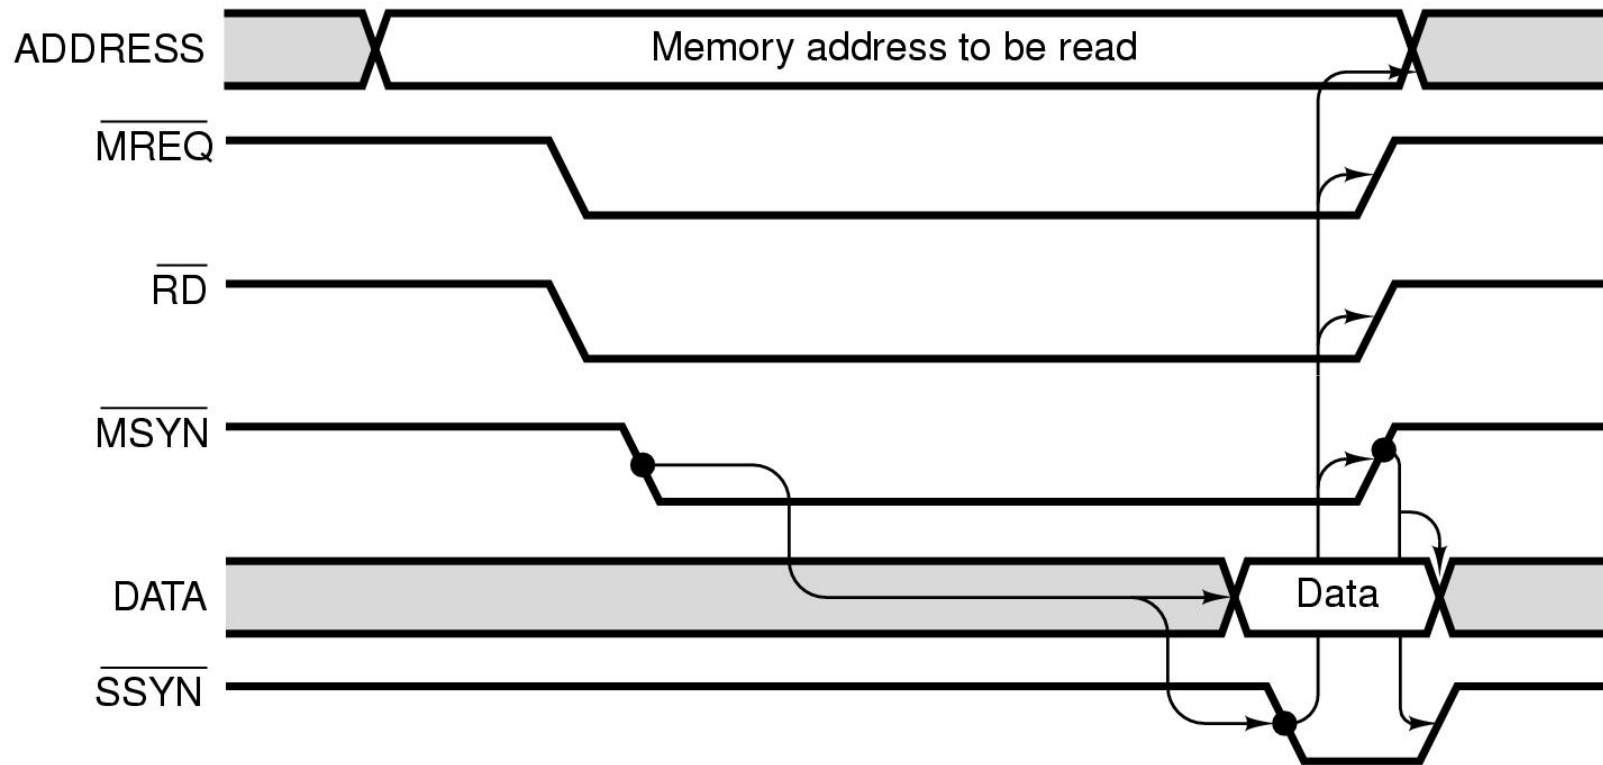 ADDRESS Memory address to be read
MREQ
RD
MSYN
DATA Data
SSYN